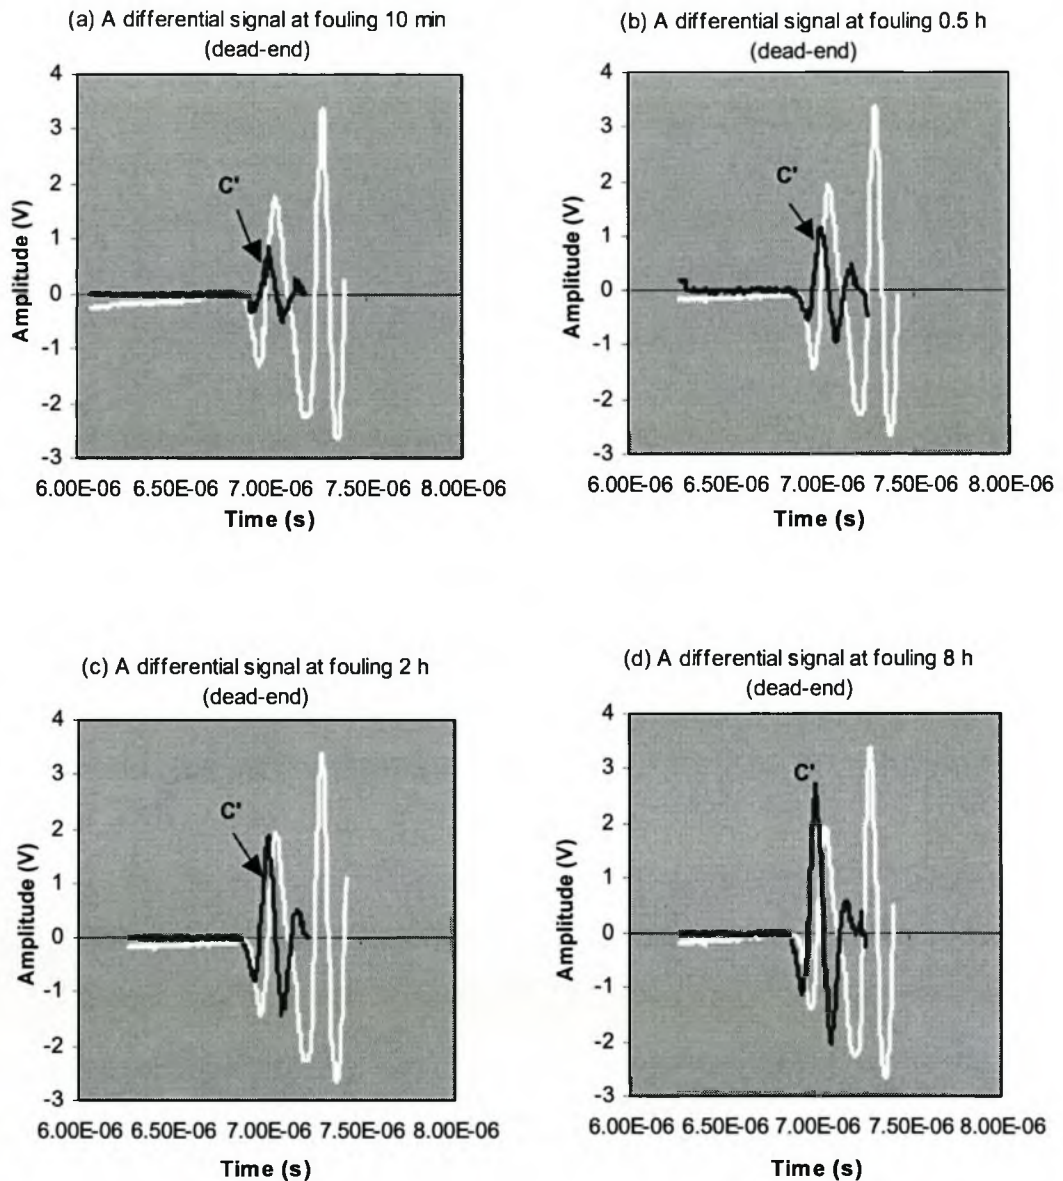 (a) A differential signal at fouling 10 min
(dead-end)
4
3
2
1
0
-1
-2
-3
Amplitude (V)
C'
6.00E-06 6.50E-06 7.00E-06 7.50E-06 8.00E-06
Time (s)
(b) A differential signal at fouling 0.5 h
(dead-end)
4
3
2
1
0
-1
-2
-3
Amplitude (V)
C'
6.00E-06 6.50E-06 7.00E-06 7.50E-06 8.00E-06
Time (s)
(c) A differential signal at fouling 2 h
(dead-end)
4
3
2
1
0
-1
-2
-3
Amplitude (V)
C'
6.00E-06 6.50E-06 7.00E-06 7.50E-06 8.00E-06
Time (s)
(d) A differential signal at fouling 8 h
(dead-end)
4
3
2
1
0
-1
-2
-3
Amplitude (V)
C'
6.00E-06 6.50E-06 7.00E-06 7.50E-06 8.00E-06
Time (s)